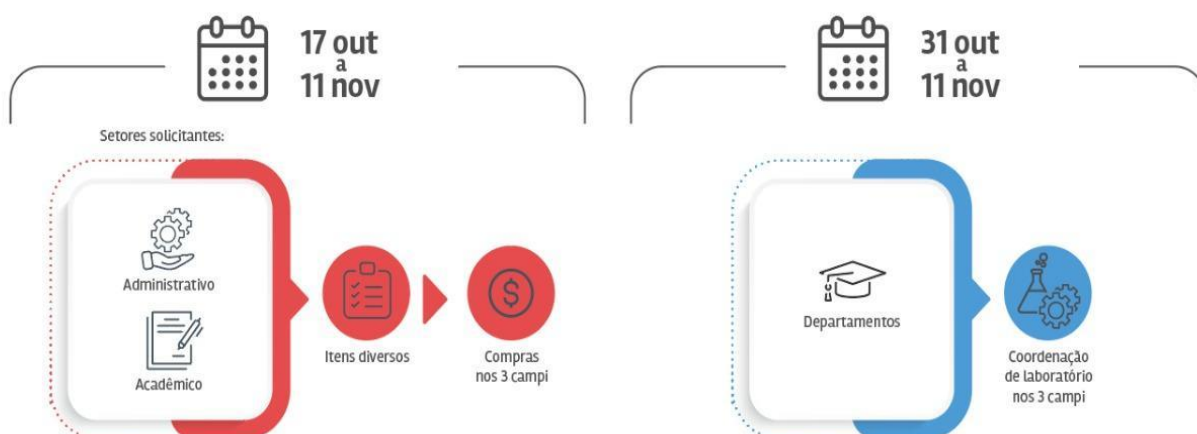 17 out
a
11 nov
Setores solicitantes:
Administrativo
Acadêmico
Itens diversos
$
Compras
nos 3 campi
31 out
a
11 nov
Departamentos
Coordenação
de laboratório
nos 3 campi